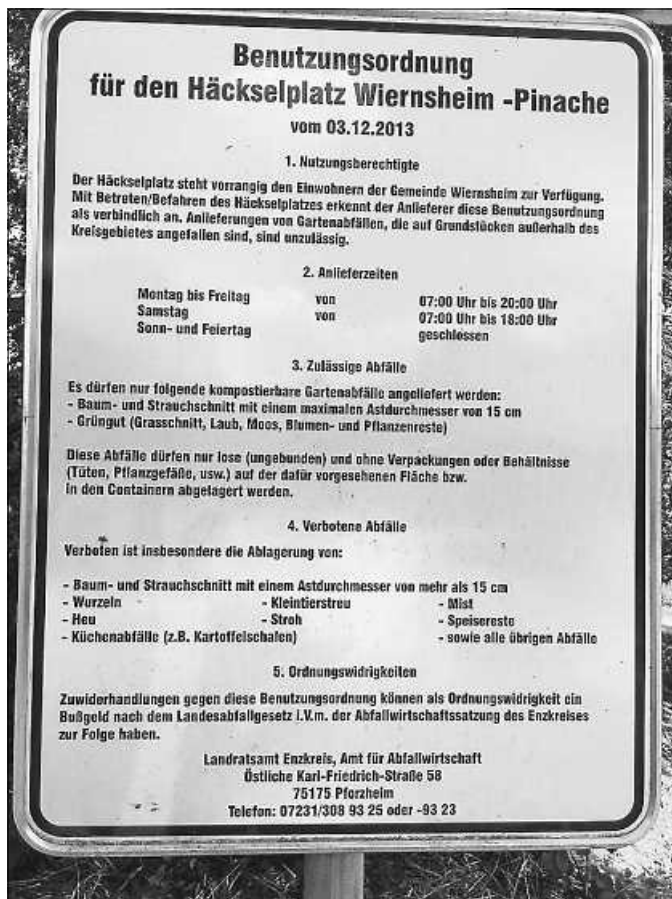 Benutzungsordnung
für den Häckselplatz Wiernsheim -Pinache
vom 03.12.2013
1. Nutzungsberechtigte
Der Häckselplatz steht vorrangig den Einwohnern der Gemeinde Wiernsheim zur Verfügung.
Mit Betreten/Befahren des Häckselplatzes erkennt der Anlieferer diese Benutzungsordnung
als verbindlich an. Anlieferungen von Gartenabfällen, die auf Grundstücken außerhalb des
Kreisgebietes angefallen sind, sind unzulässig.
2. Anlieferzeiten
Montag bis Freitag von 07:00 Uhr bis 20:00 Uhr
Samstag von 07:00 Uhr bis 18:00 Uhr
Sonn- und Feiertag geschlossen
3. Zulässige Abfälle
Es dürfen nur folgende kompostierbare Gartenabfälle angeliefert werden:
- Baum- und Strauchschnitt mit einem maximalen Astdurchmesser von 15 cm
- Grüngut (Grasschnitt, Laub, Moos, Blumen- und Pflanzenreste)
Diese Abfälle dürfen nur lose (ungebunden) und ohne Verpackungen oder Behältnisse
(Tüten, Pflanzgefäße, usw.) auf der dafür vorgesehenen Fläche bzw.
in den Containern abgelagert werden.
4. Verbotene Abfälle
Verboten ist insbesondere die Ablagerung von:
- Baum- und Strauchschnitt mit einem Astdurchmesser von mehr als 15 cm
- Wurzeln - Kleintierstreu - Mist
- Heu - Stroh - Speisereste
- Küchenabfälle (z.B. Kartoffelschalen) - sowie alle übrigen Abfälle
5. Ordnungswidrigkeiten
Zuwiderhandlungen gegen diese Benutzungsordnung können als Ordnungswidrigkeit ein
Bußgeld nach dem Landesabfallgesetz i.V.m. der Abfallwirtschaftssatzung des Enzkreises
zur Folge haben.
Landratsamt Enzkreis, Amt für Abfallwirtschaft
Östliche Karl-Friedrich-Straße 58
75175 Pforzheim
Telefon: 07231/308 93 25 oder -93 23